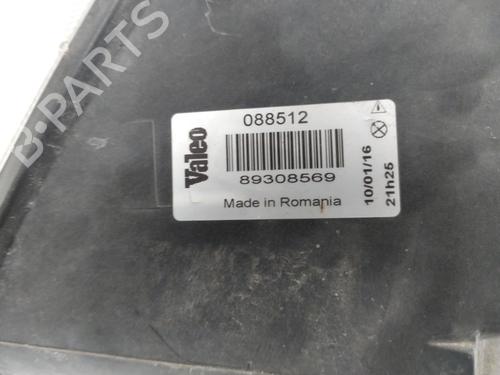 B-PARTS
Valeo
088512
89308569
Made in Romania
10/01/16
21h25